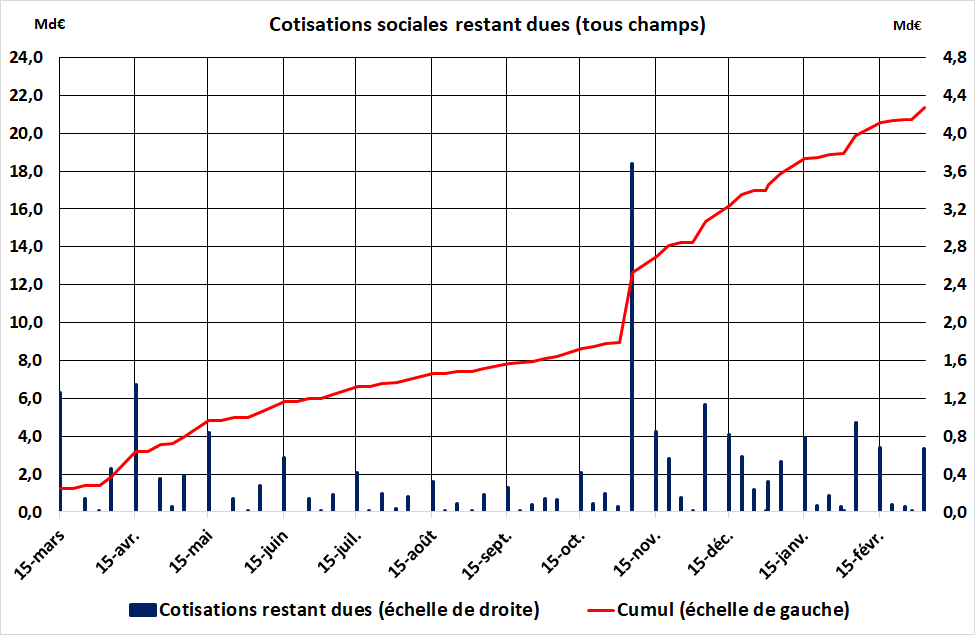 Cotisations sociales restant dues (tous champs)
Md€
Md€
24,0
22,0
20,0
18,0
16,0
14,0
12,0
10,0
8,0
6,0
4,0
2,0
0,0
4,8
4,4
4,0
3,6
3,2
2,8
2,4
2,0
1,6
1,2
0,8
0,4
0,0
15-mars
15-avr.
15-mai
15-juin
15-juil.
15-août
15-sept.
15-oct.
15-nov.
15-déc.
15-janv.
15-févr.
Cotisations restant dues (échelle de droite)
Cumul (échelle de gauche)